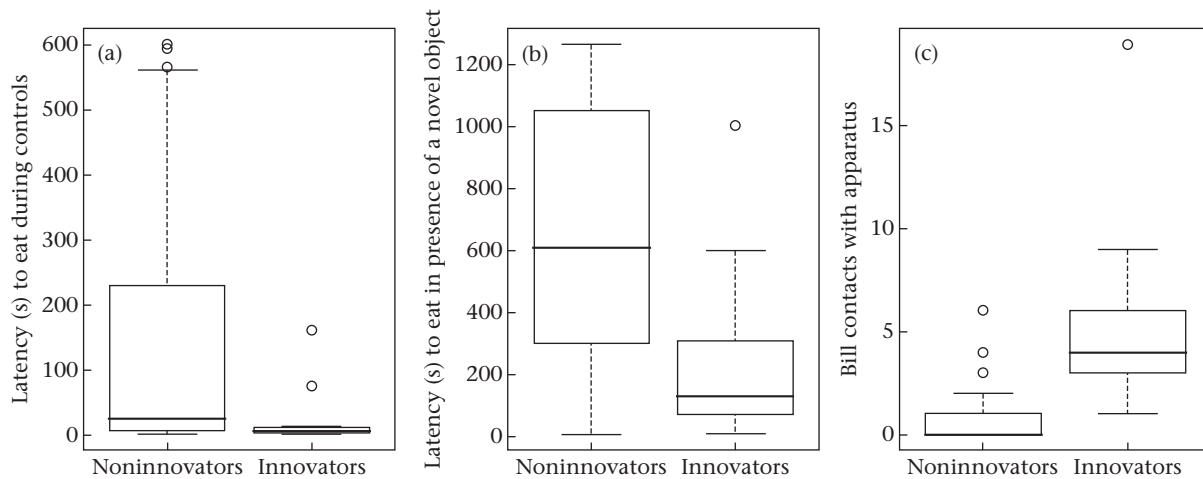 (a)
Latency (s) to eat during controls
600
500
400
300
200
100
0
Noninnovators
Innovators
(b)
Latency (s) to eat in presence of a novel object
1200
1000
800
600
400
200
0
Noninnovators
Innovators
(c)
Bill contacts with apparatus
15
10
5
0
Noninnovators
Innovators